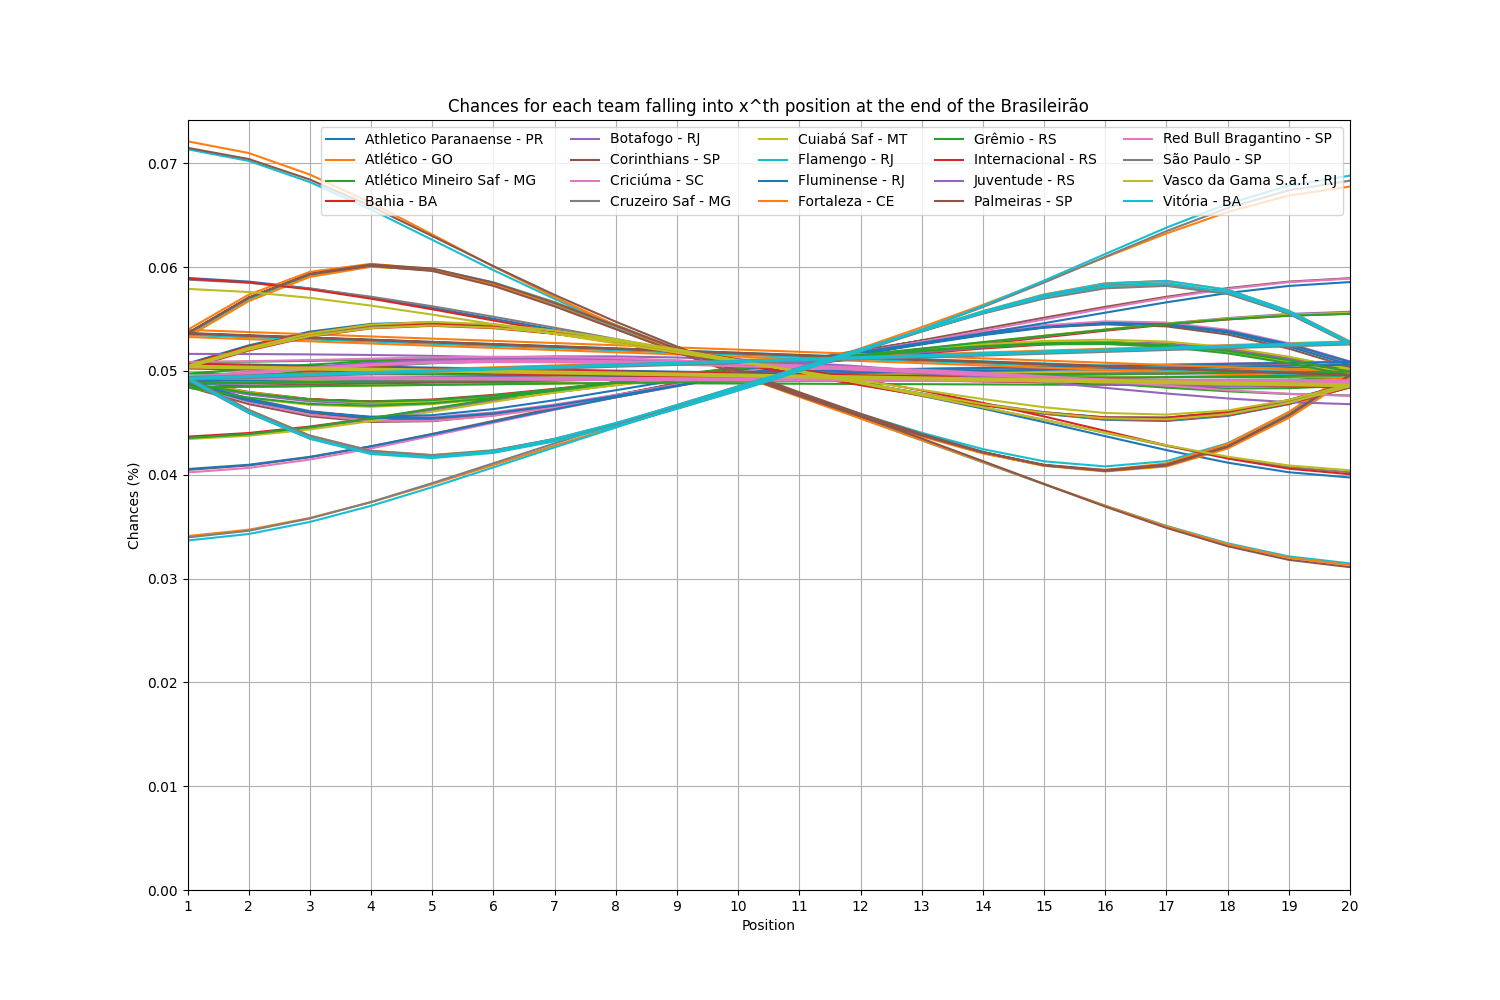 Chances for each team falling into x^th position at the end of the Brasileirão
Athletico Paranaense - PR
Atlético - GO
Atlético Mineiro Saf - MG
Bahia - BA
Botafogo - RJ
Corinthians - SP
Criciúma - SC
Cruzeiro Saf - MG
Cuiabá Saf - MT
Flamengo - RJ
Fluminense - RJ
Fortaleza - CE
Grêmio - RS
Internacional - RS
Juventude - RS
Palmeiras - SP
Red Bull Bragantino - SP
São Paulo - SP
Vasco da Gama S.a.f. - RJ
Vitória - BA
Chances (%)
0.07
0.06
0.05
0.04
0.03
0.02
0.01
0.00
1 2 3 4 5 6 7 8 9 10 11 12 13 14 15 16 17 18 19 20
Position